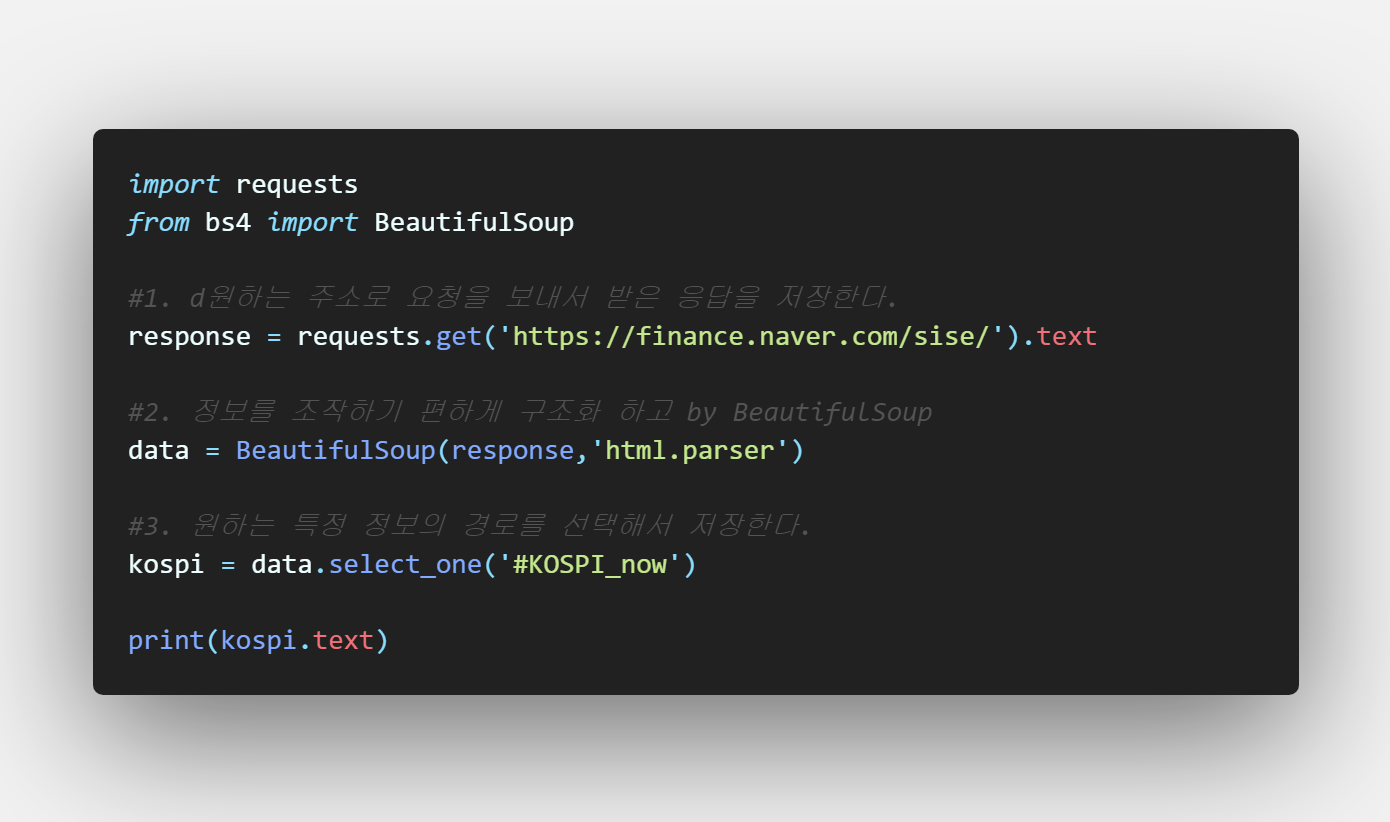 import requests
from bs4 import BeautifulSoup
#1. d원하는 주소로 요청을 보내서 받은 응답을 저장한다.
response = requests.get('https://finance.naver.com/sise/').text
#2. 정보를 조작하기 편하게 구조화 하고 by BeautifulSoup
data = BeautifulSoup(response,'html.parser')
#3. 원하는 특정 정보의 경로를 선택해서 저장한다.
kospi = data.select_one('#KOSPI_now')
print(kospi.text)